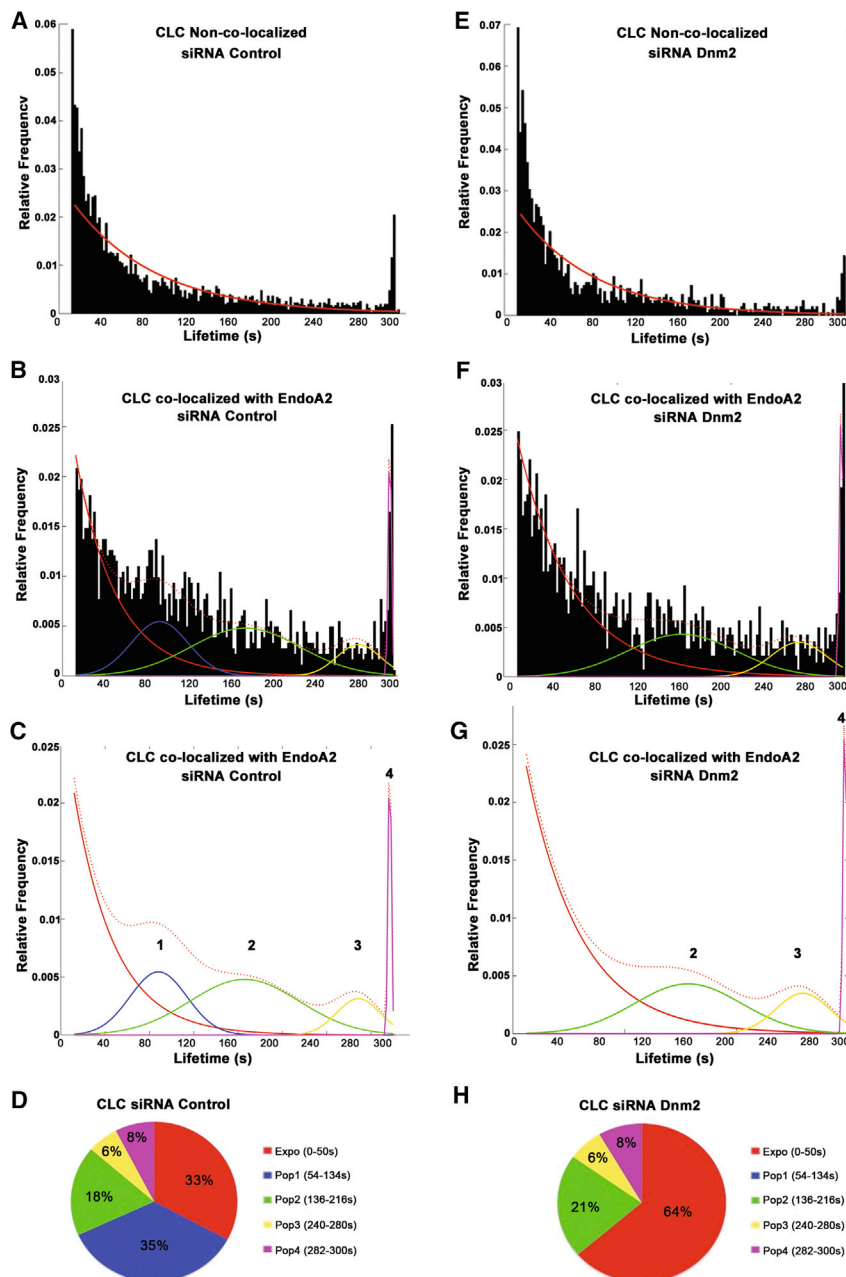 A
CLC Non-co-localized
siRNA Control
Relative Frequencv
0.06
0.05
0.04
0.03
0.02
0.01
0
0 40 80 120 160 200 240 280 300
Lifetime (s)
E
CLC Non-co-localized
siRNA Dnm2
Relative Frequency
0.07
0.06
0.05
0.04
0.03
0.02
0.01
0
0 40 80 120 160 200 240 280 300
Lifetime (s)
B
CLC co-localized with EndoA2
siRNA Control
Relative Frequency
0.03
0.025
0.02
0.015
0.01
0.005
0
0 40 80 120 160 200 240 280 300
Lifetime (s)
F
CLC co-localized with EndoA2
siRNA Dnm2
Relative Frequency
0.03
0.025
0.02
0.015
0.01
0.005
0
0 40 80 120 160 200 240 280 300
Lifetime (s)
C
CLC co-localized with EndoA2
siRNA Control
Relative Frequency
0.025
0.02
0.015
0.01
0.005
0
1
2
3
4
0 40 80 120 160 200 240 280 300
Lifetime (s)
G
CLC co-localized with EndoA2
siRNA Dnm2
Relative Frequency
0.025
0.02
0.015
0.01
0.005
0
2
3
4
0 100 200 300
Lifetime (s)
D
CLC siRNA Control
8%
6%
18%
33%
35%
Expo (0-50s)
Pop1 (54-134s)
Pop2 (136-216s)
Pop3 (240-280s)
Pop4 (282-300s)
H
CLC siRNA Dnm2
8%
6%
21%
64%
Expo (0-50s)
Pop1 (54-134s)
Pop2 (136-216s)
Pop3 (240-280s)
Pop4 (282-300s)